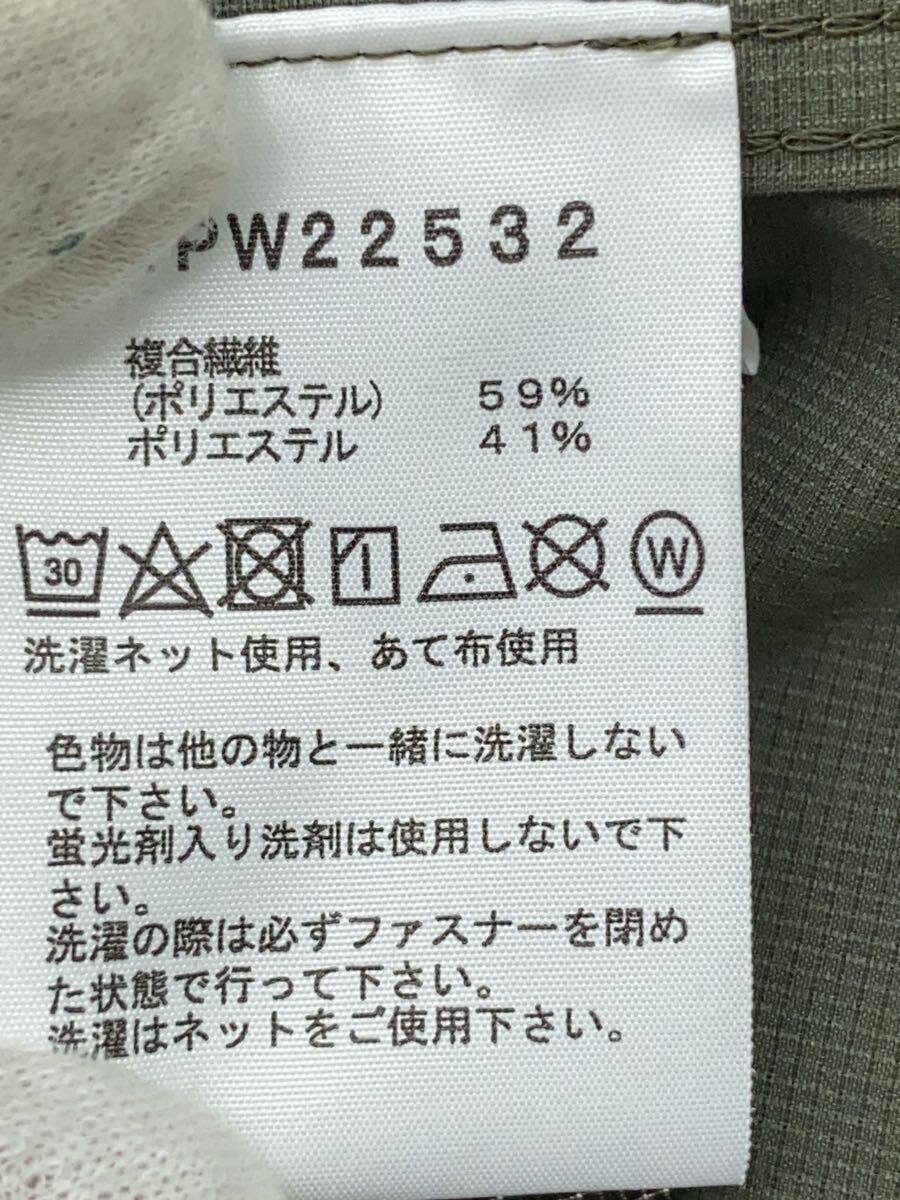 PW22532
複合繊維
(ポリエステル) 59%
ポリエステル 41%
30 W
洗濯ネット使用、あて布使用
色物は他の物と一緒に洗濯しない
で下さい。
蛍光剤入り洗剤は使用しないで下
さい。
洗濯の際は必ずファスナーを閉め
た状態で行って下さい。
洗濯はネットをご使用下さい。